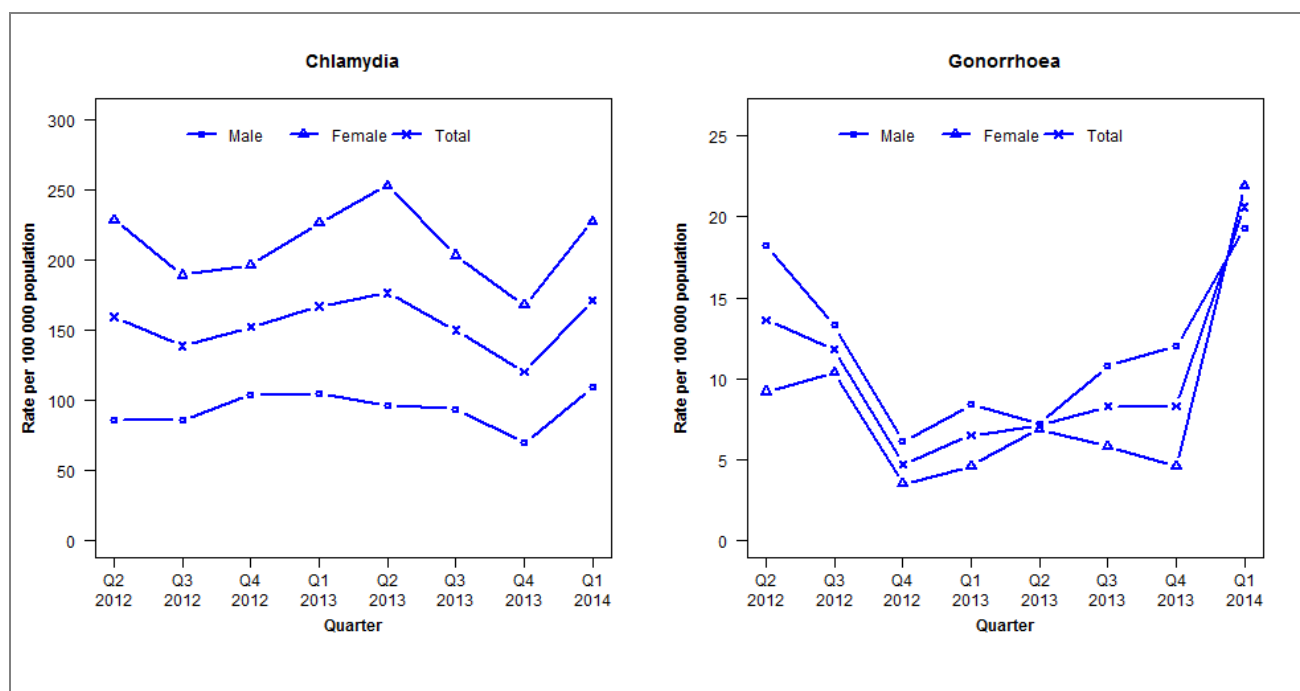 Chlamydia
Rate per 100 000 population
300
250
200
150
100
50
0
Male Female Total
Q2 Q3 Q4 Q1 Q2 Q3 Q4 Q1
2012 2012 2012 2013 2013 2013 2013 2014
Quarter
Gonorrhoea
Rate per 100 000 population
25
20
15
10
5
0
Male Female Total
Q2 Q3 Q4 Q1 Q2 Q3 Q4 Q1
2012 2012 2012 2013 2013 2013 2013 2014
Quarter